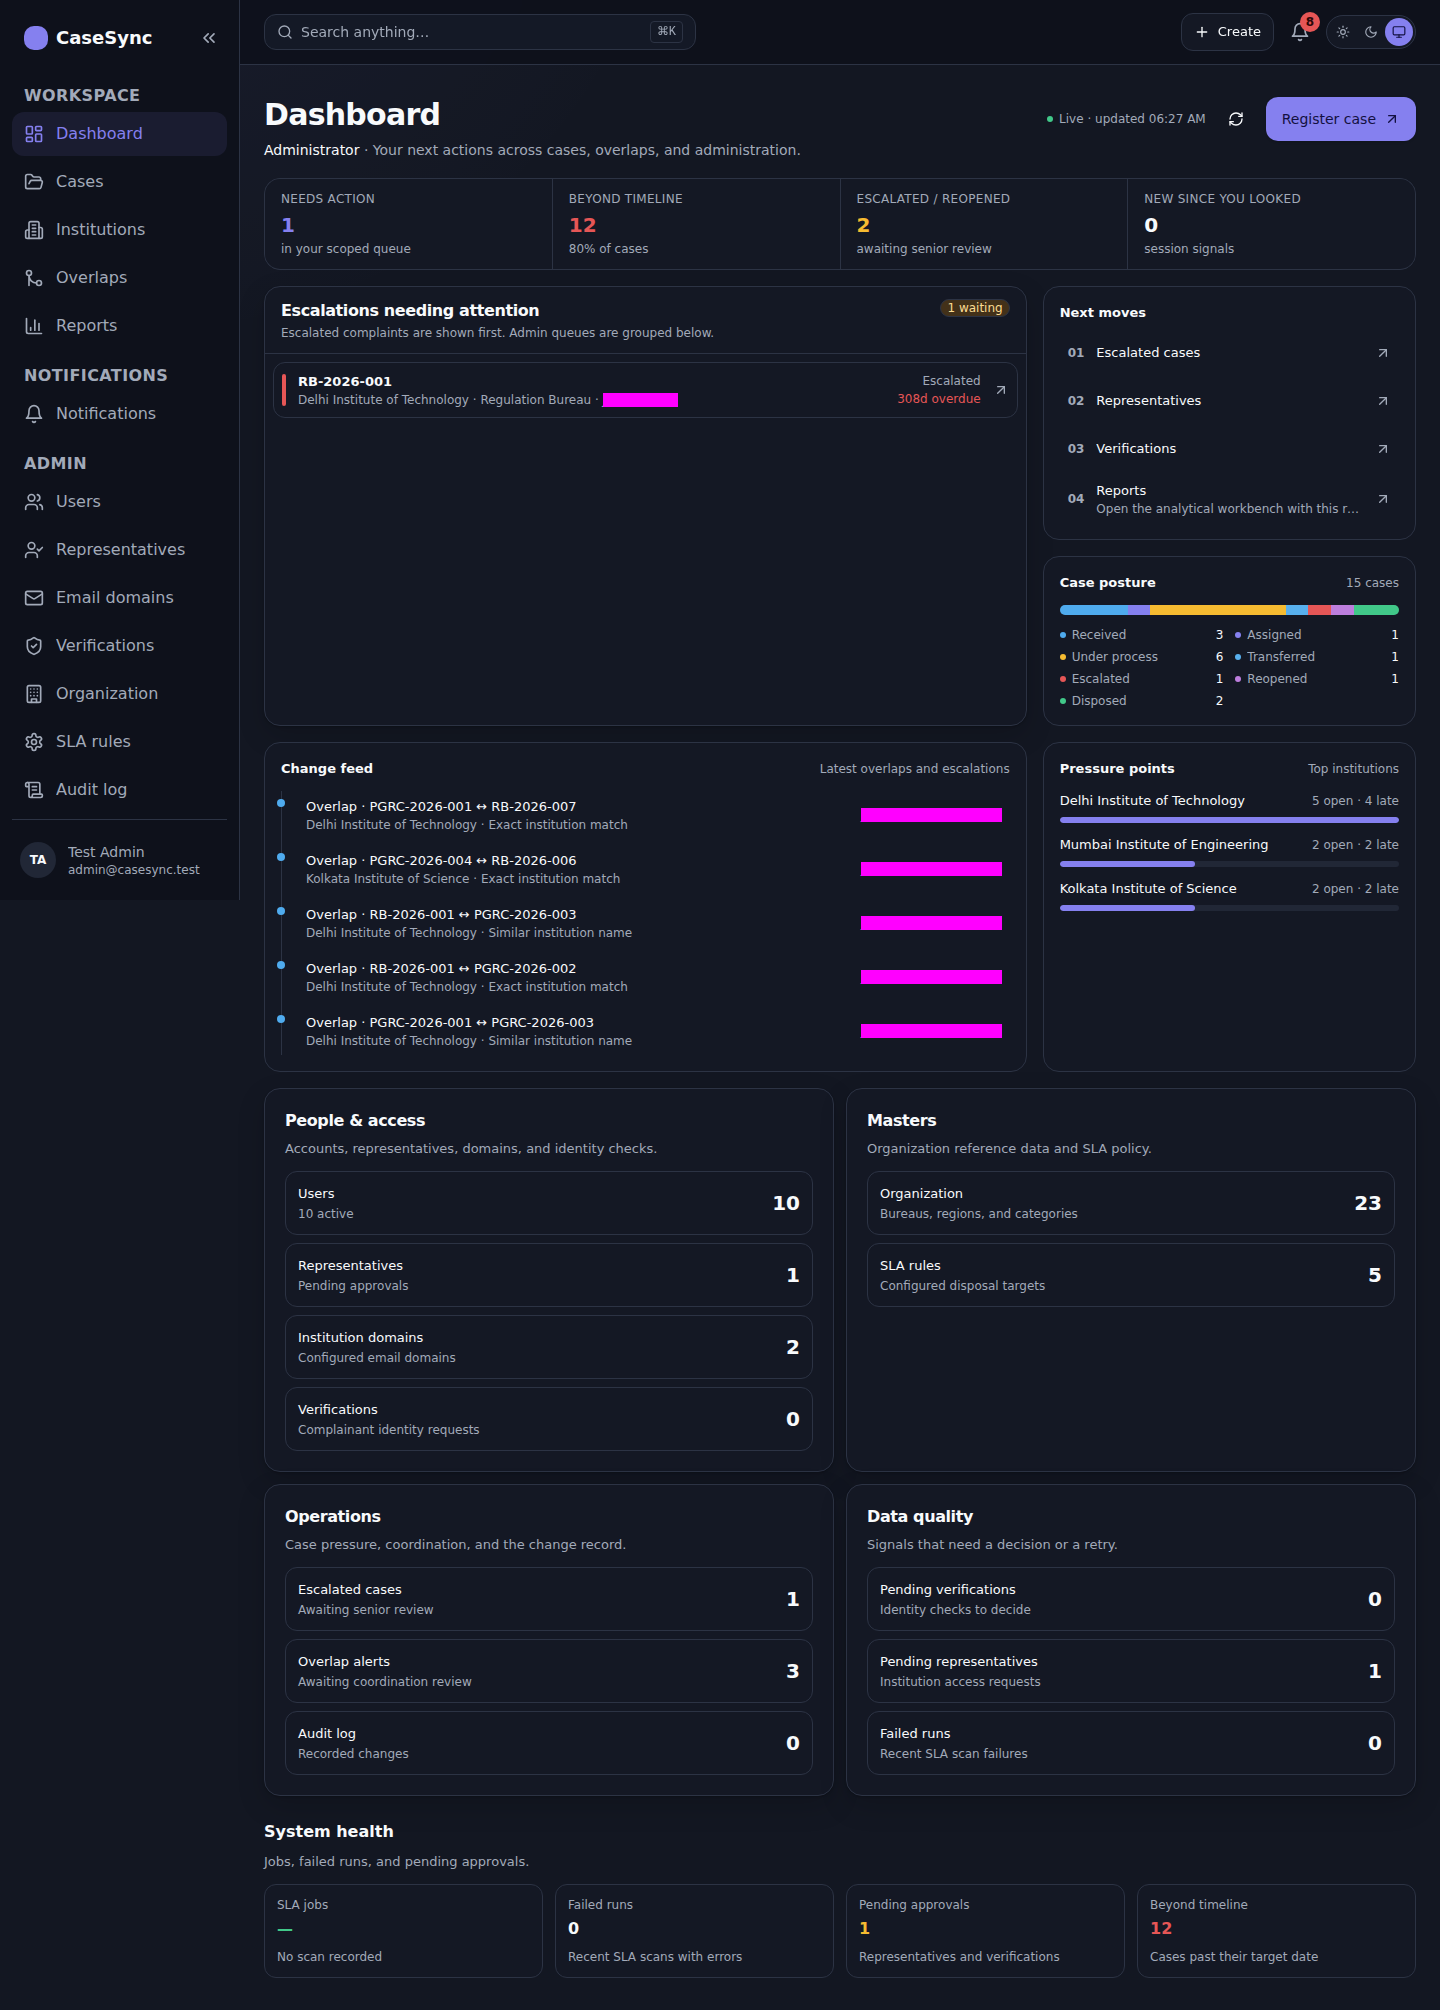 CaseSync
WORKSPACE
Dashboard
Cases
Institutions
Overlaps
Reports
NOTIFICATIONS
Notifications
ADMIN
Users
Representatives
Email domains
Verifications
Organization
SLA rules
Audit log
TA
Test Admin
admin@casesync.test
Search anything...
⌘K
Create
8
Dashboard
Administrator · Your next actions across cases, overlaps, and administration.
Live · updated 06:27 AM
Register case
NEEDS ACTION
1
in your scoped queue
BEYOND TIMELINE
12
80% of cases
ESCALATED / REOPENED
2
awaiting senior review
NEW SINCE YOU LOOKED
0
session signals
Escalations needing attention
1 waiting
Escalated complaints are shown first. Admin queues are grouped below.
RB-2026-001
Delhi Institute of Technology · Regulation Bureau ·
Escalated
308d overdue
Next moves
01 Escalated cases
02 Representatives
03 Verifications
04 Reports
Open the analytical workbench with this r...
Case posture
15 cases
Received 3
Assigned 1
Under process 6
Transferred 1
Escalated 1
Reopened 1
Disposed 2
Change feed
Latest overlaps and escalations
Overlap · PGRC-2026-001 ↔ RB-2026-007
Delhi Institute of Technology · Exact institution match
Overlap · PGRC-2026-004 ↔ RB-2026-006
Kolkata Institute of Science · Exact institution match
Overlap · RB-2026-001 ↔ PGRC-2026-003
Delhi Institute of Technology · Similar institution name
Overlap · RB-2026-001 ↔ PGRC-2026-002
Delhi Institute of Technology · Exact institution match
Overlap · PGRC-2026-001 ↔ PGRC-2026-003
Delhi Institute of Technology · Similar institution name
Pressure points
Top institutions
Delhi Institute of Technology 5 open · 4 late
Mumbai Institute of Engineering 2 open · 2 late
Kolkata Institute of Science 2 open · 2 late
People & access
Accounts, representatives, domains, and identity checks.
Users
10 active
10
Representatives
Pending approvals
1
Institution domains
Configured email domains
2
Verifications
Complainant identity requests
0
Masters
Organization reference data and SLA policy.
Organization
Bureaus, regions, and categories
23
SLA rules
Configured disposal targets
5
Operations
Case pressure, coordination, and the change record.
Escalated cases
Awaiting senior review
1
Overlap alerts
Awaiting coordination review
3
Audit log
Recorded changes
0
Data quality
Signals that need a decision or a retry.
Pending verifications
Identity checks to decide
0
Pending representatives
Institution access requests
1
Failed runs
Recent SLA scan failures
0
System health
Jobs, failed runs, and pending approvals.
SLA jobs
—
No scan recorded
Failed runs
0
Recent SLA scans with errors
Pending approvals
1
Representatives and verifications
Beyond timeline
12
Cases past their target date